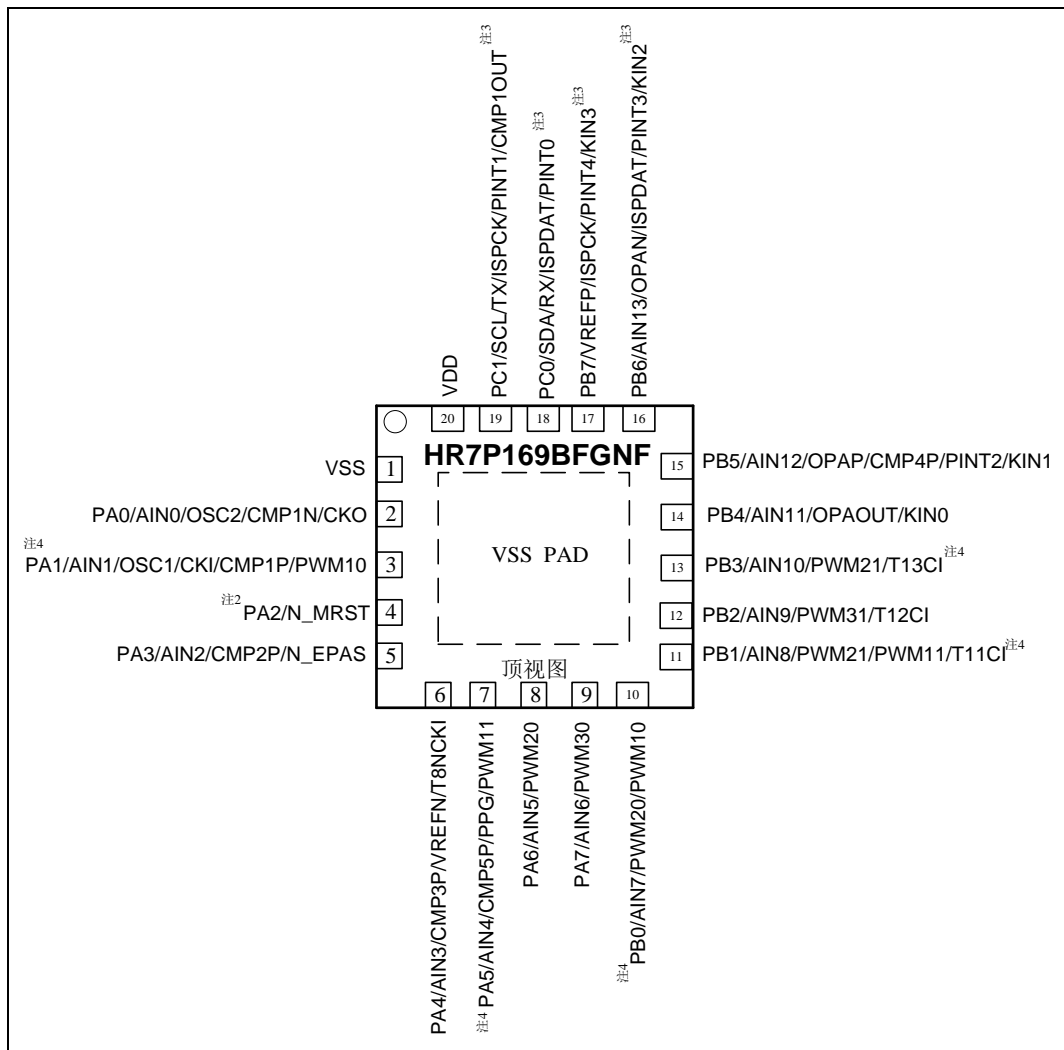 PC1/SCL/TX/ISPCK/PINT1/CMP1OUT 注3
PC0/SDA/RX/ISPDAT/PINT0 注3
PB7/VREFP/ISPCK/PINT4/KIN3 注3
PB6/AIN13/OPAN/ISPDAT/PINT3/KIN2 注3
VDD
20
19
18
17
16
HR7P169BFGNF
VSS
1
PA0/AIN0/OSC2/CMP1N/CKO
2
注4
PA1/AIN1/OSC1/CKI/CMP1P/PWM10
3
注2 PA2/N_MRST
4
PA3/AIN2/CMP2P/N_EPAS
5
VSS PAD
顶视图
15
PB5/AIN12/OPAP/CMP4P/PINT2/KIN1
14
PB4/AIN11/OPAOUT/KIN0
13
PB3/AIN10/PWM21/T13CI 注4
12
PB2/AIN9/PWM31/T12CI
11
PB1/AIN8/PWM21/PWM11/T11CI 注4
6
7
8
9
10
PA4/AIN3/CMP3P/VREFN/T8NCKI
注4 PA5/AIN4/CMP5P/PPG/PWM11
PA6/AIN5/PWM20
PA7/AIN6/PWM30
注4 PB0/AIN7/PWM20/PWM10